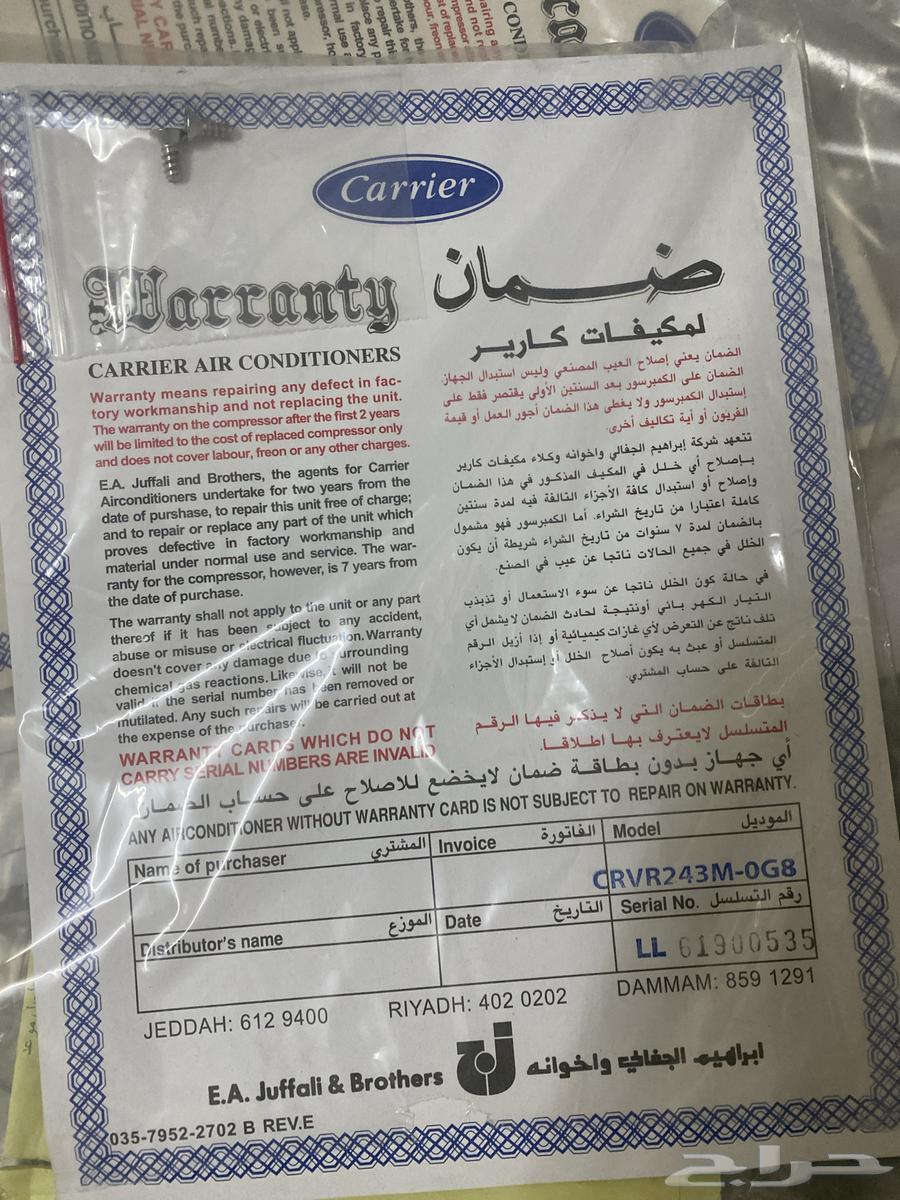 Carrier
Warranty
ضمان
لمكيفات كارير
CARRIER AIR CONDITIONERS
Warranty means repairing any defect in fac-
tory workmanship and not replacing the unit.
The warranty on the compressor after the first 2 years
will be limited to the cost of replaced compressor only
and does not cover labour, freon or any other charges.
E.A. Juffali and Brothers, the agents for Carrier
Airconditioners undertake for two years from the
date of purshase, to repair this unit free of charge;
and to repair or replace any part of the unit which
proves defective in factory workmanship and
material under normal use and service. The war-
ranty for the compressor, however, is 7 years from
the date of purchase.
The warranty shall not apply to the unit or any part
thereof if it has been subject to any accident,
abuse or misuse or electrical fluctuation. Warranty
doesn't cover any damage due to surrounding
chemical gas reactions. Likewise, it will not be
valid if the serial number has been removed or
mutilated. Any such repairs will be carried out at
the expense of the purchaser.
WARRANTY CARDS WHICH DO NOT
CARRY SERIAL NUMBERS ARE INVALID
الضمان يعني إصلاح العيب المصنعي وليس استبدال الجهاز
الضمان على الكمبرسور بعد السنتين الأولي يقتصر فقط على
إستبدال الكمبرسور ولا يغطى هذا الضمان أجور العمل أو قيمة
الفريون أو أية تكاليف أخرى.
تتعهد شركة إبراهيم الجفالي واخوانه وكلاء مكيفات كارير
بإصلاح أي خلل في المكيف المذكور في هذا الضمان
وإصلاح أو استبدال كافة الأجزاء التالفة فيه لمدة سنتين
كاملة اعتبارا من تاريخ الشراء. أما الكمبرسور فهو مشمول
بالضمان لمدة ٧ سنوات من تاريخ الشراء شريطة أن يكون
الخلل في جميع الحالات ناتجا عن عيب في الصنع.
في حالة كون الخلل ناتجا عن سوء الاستعمال أو تذبذب
التيار الكهربائي أونتيجة لحادث الضمان لا يشمل أي
تلف ناتج عن التعرض لأي غازات كيميائية أو إذا أزيل الرقم
المتسلسل أو عبث به يكون أصلاح الخلل أو إستبدال الأجزاء
التالفة على حساب المشتري.
بطاقات الضمان التي لا يذكر فيها الرقم
المتسلسل لايعترف بها اطلاقا.
أي جهاز بدون بطاقة ضمان لايخضع للاصلاح على حساب الضمان
ANY AIRCONDITIONER WITHOUT WARRANTY CARD IS NOT SUBJECT TO REPAIR ON WARRANTY.
Name of purchaser المشتري Invoice الفاتورة Model الموديل
CRVR243M-0G8
Distributor's name الموزع Date التاريخ Serial No. رقم التسلسل
LL 61900535
JEDDAH: 612 9400 RIYADH: 402 0202 DAMMAM: 859 1291
E.A. Juffali & Brothers ابراهيم الجفالي واخوانه
035-7952-2702 B REV.E
حراج